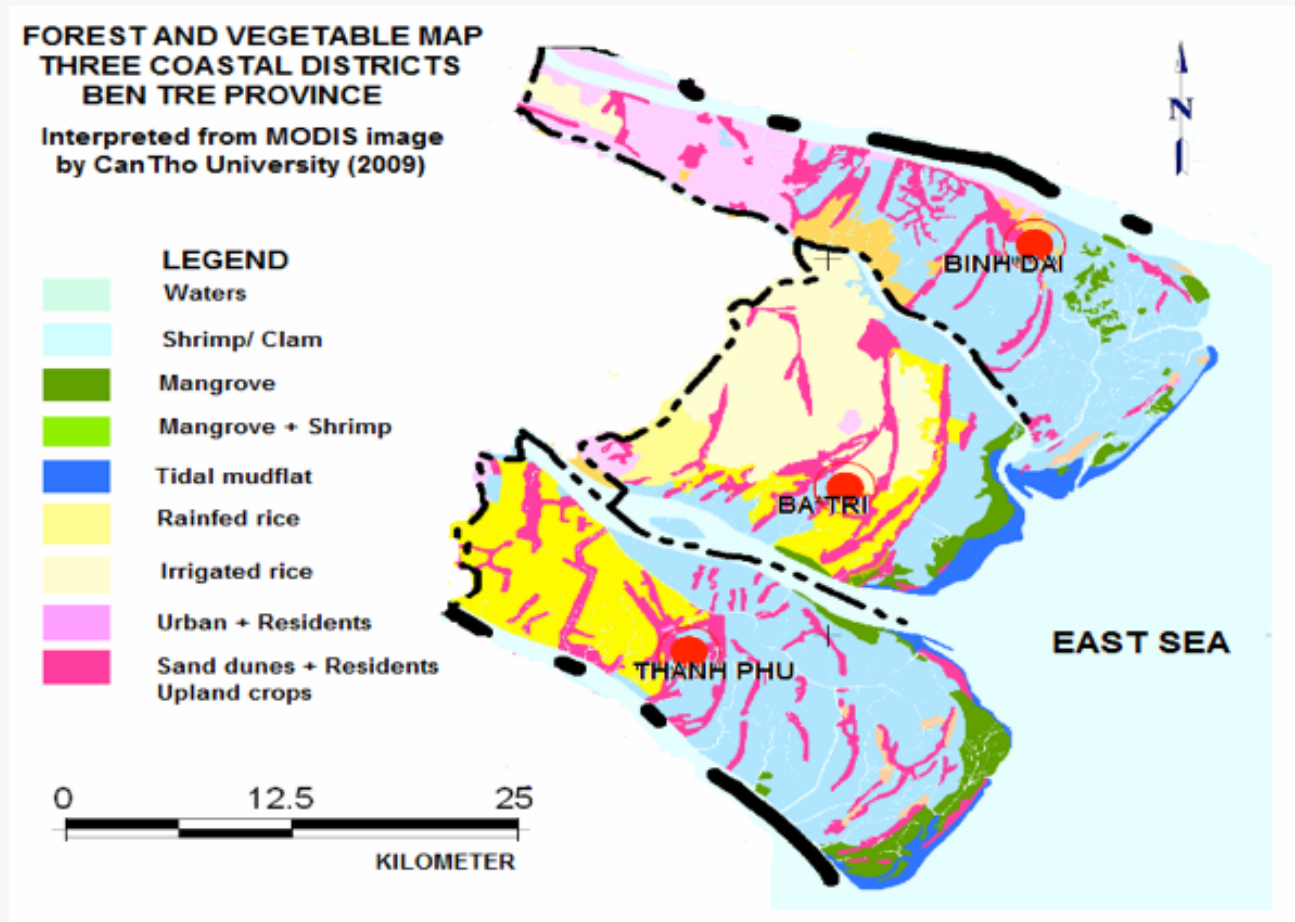 FOREST AND VEGETABLE MAP
THREE COASTAL DISTRICTS
BEN TRE PROVINCE
Interpreted from MODIS image
by CanTho University (2009)
N
LEGEND
Waters
Shrimp/ Clam
Mangrove
Mangrove + Shrimp
Tidal mudflat
Rainfed rice
Irrigated rice
Urban + Residents
Sand dunes + Residents
Upland crops
BINH DAI
BA TRI
THANH PHU
EAST SEA
0 12.5 25
KILOMETER